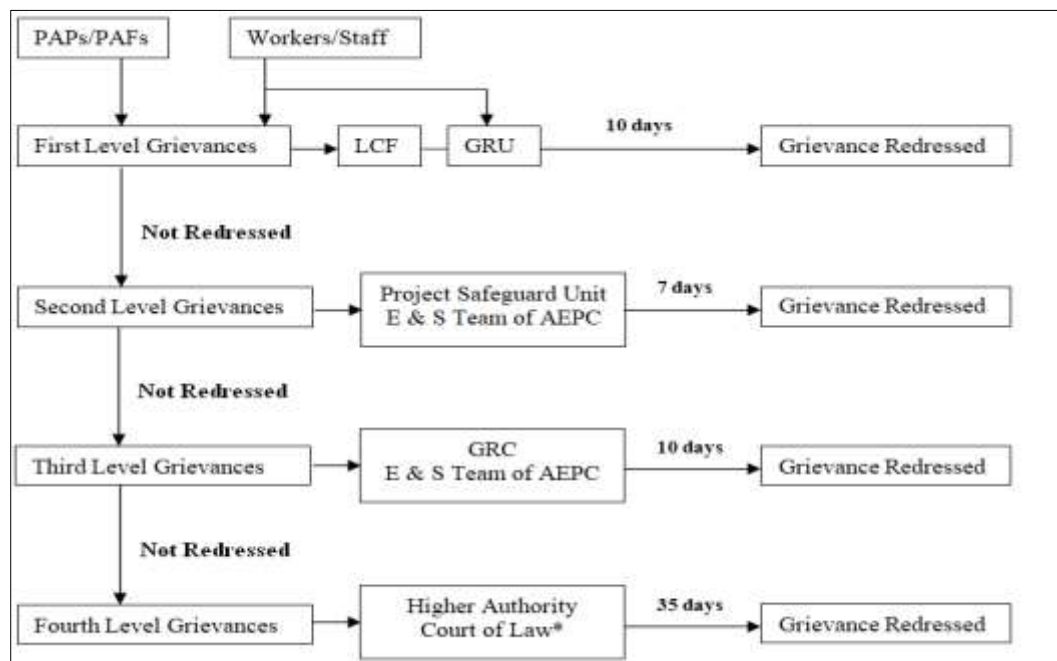 PAPs/PAFs
Workers/Staff
10 days
First Level Grievances
LCF
GRU
Grievance Redressed
Not Redressed
Project Safeguard Unit
E & S Team of AEPC
7 days
Second Level Grievances
Grievance Redressed
Not Redressed
GRC
E & S Team of AEPC
10 days
Third Level Grievances
Grievance Redressed
Not Redressed
Higher Authority
Court of Law*
35 days
Fourth Level Grievances
Grievance Redressed